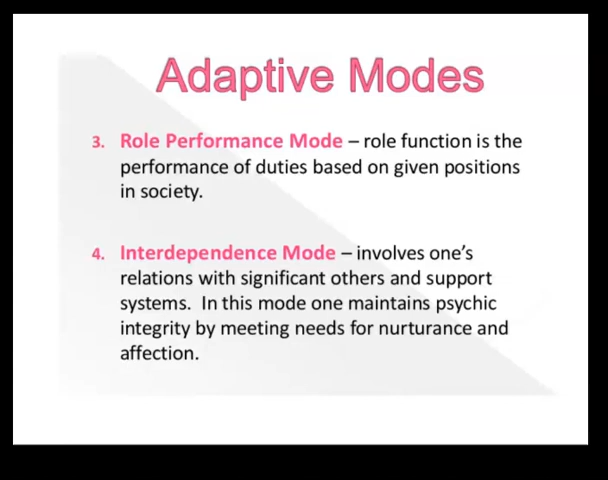 Adaptive Modes
3. Role Performance Mode – role function is the
performance of duties based on given positions
in society.
4. Interdependence Mode – involves one's
relations with significant others and support
systems. In this mode one maintains psychic
integrity by meeting needs for nurturance and
affection.